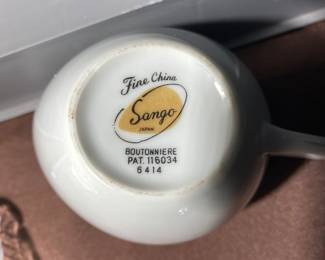 Fine China
Sango
JAPAN
BOUTONNIERE
PAT. 116034
6414